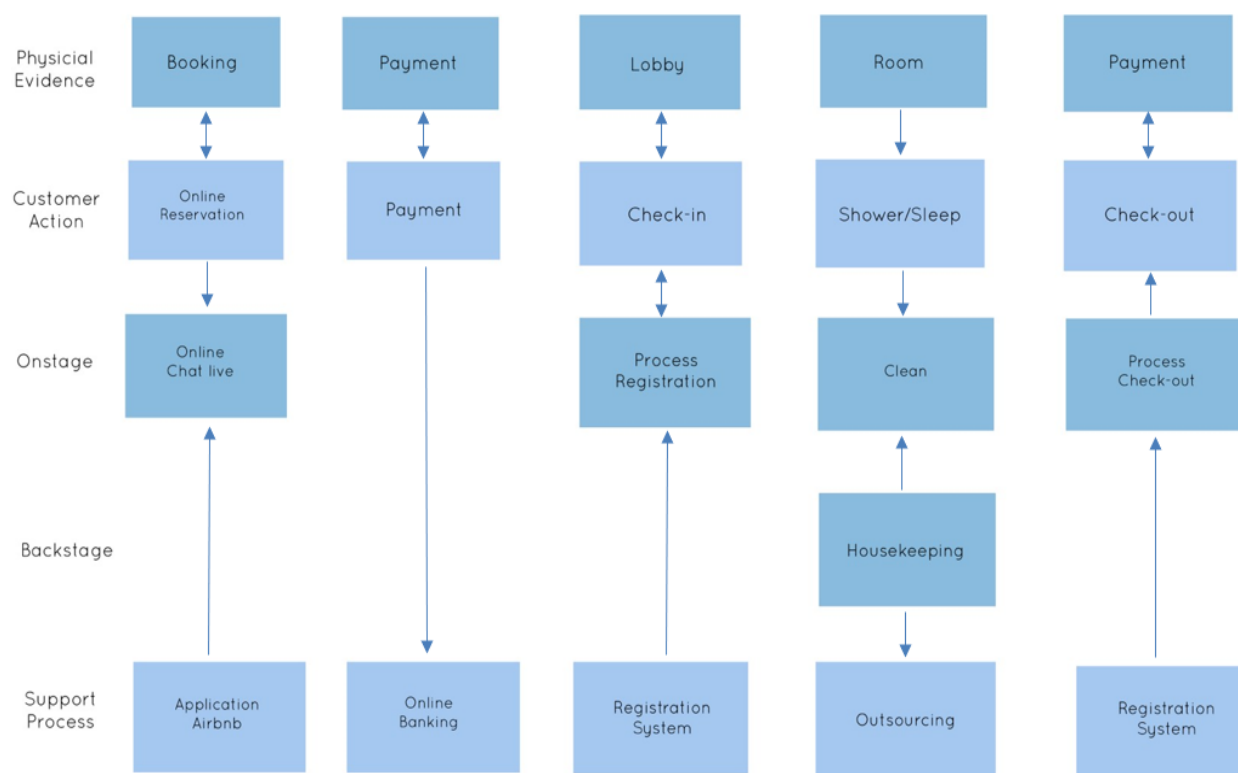 Physicial
Evidence
Booking
Payment
Lobby
Room
Payment
Customer
Action
Online
Reservation
Payment
Check-in
Shower/Sleep
Check-out
Onstage
Online
Chat live
Process
Registration
Clean
Process
Check-out
Backstage
Housekeeping
Support
Process
Application
Airbnb
Online
Banking
Registration
System
Outsourcing
Registration
System